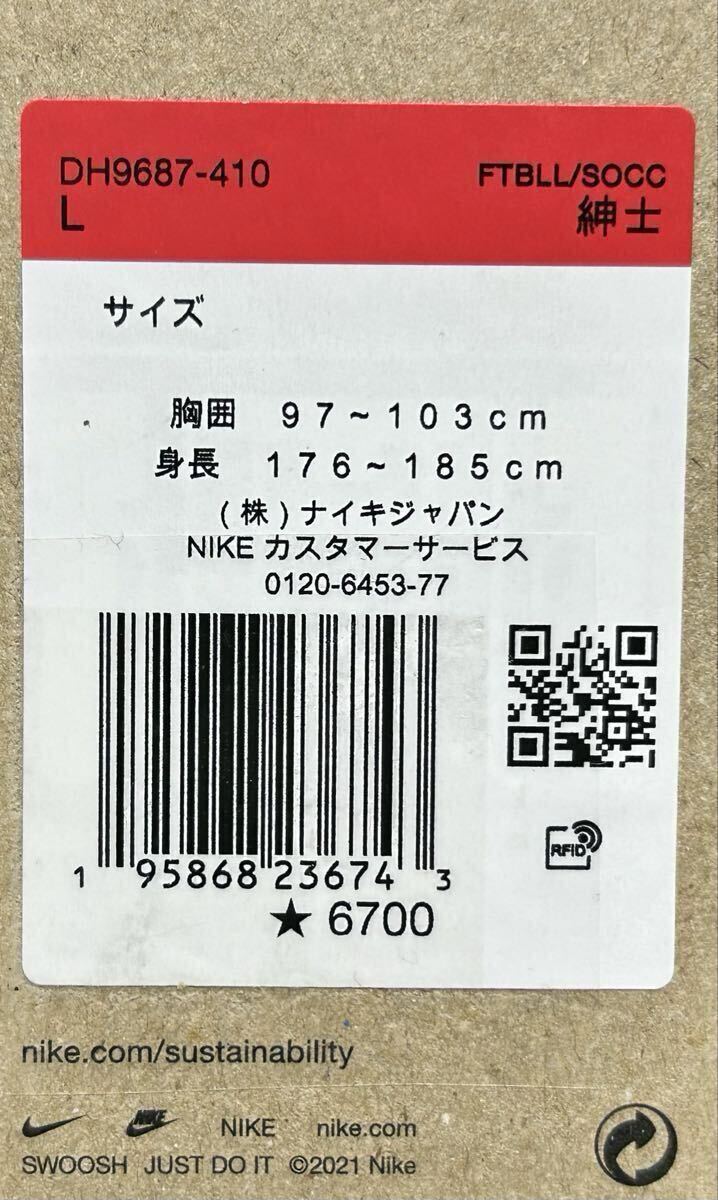 DH9687-410 FTBLL/SOCC
L 紳士
サイズ
胸囲 97~103cm
身長 176~185cm
(株)ナイキジャパン
NIKE カスタマーサービス
0120-6453-77
RFID
1 95868 23674 3
★6700
nike.com/sustainability
NIKE NIKE nike.com
SWOOSH JUST DO IT ©2021 Nike